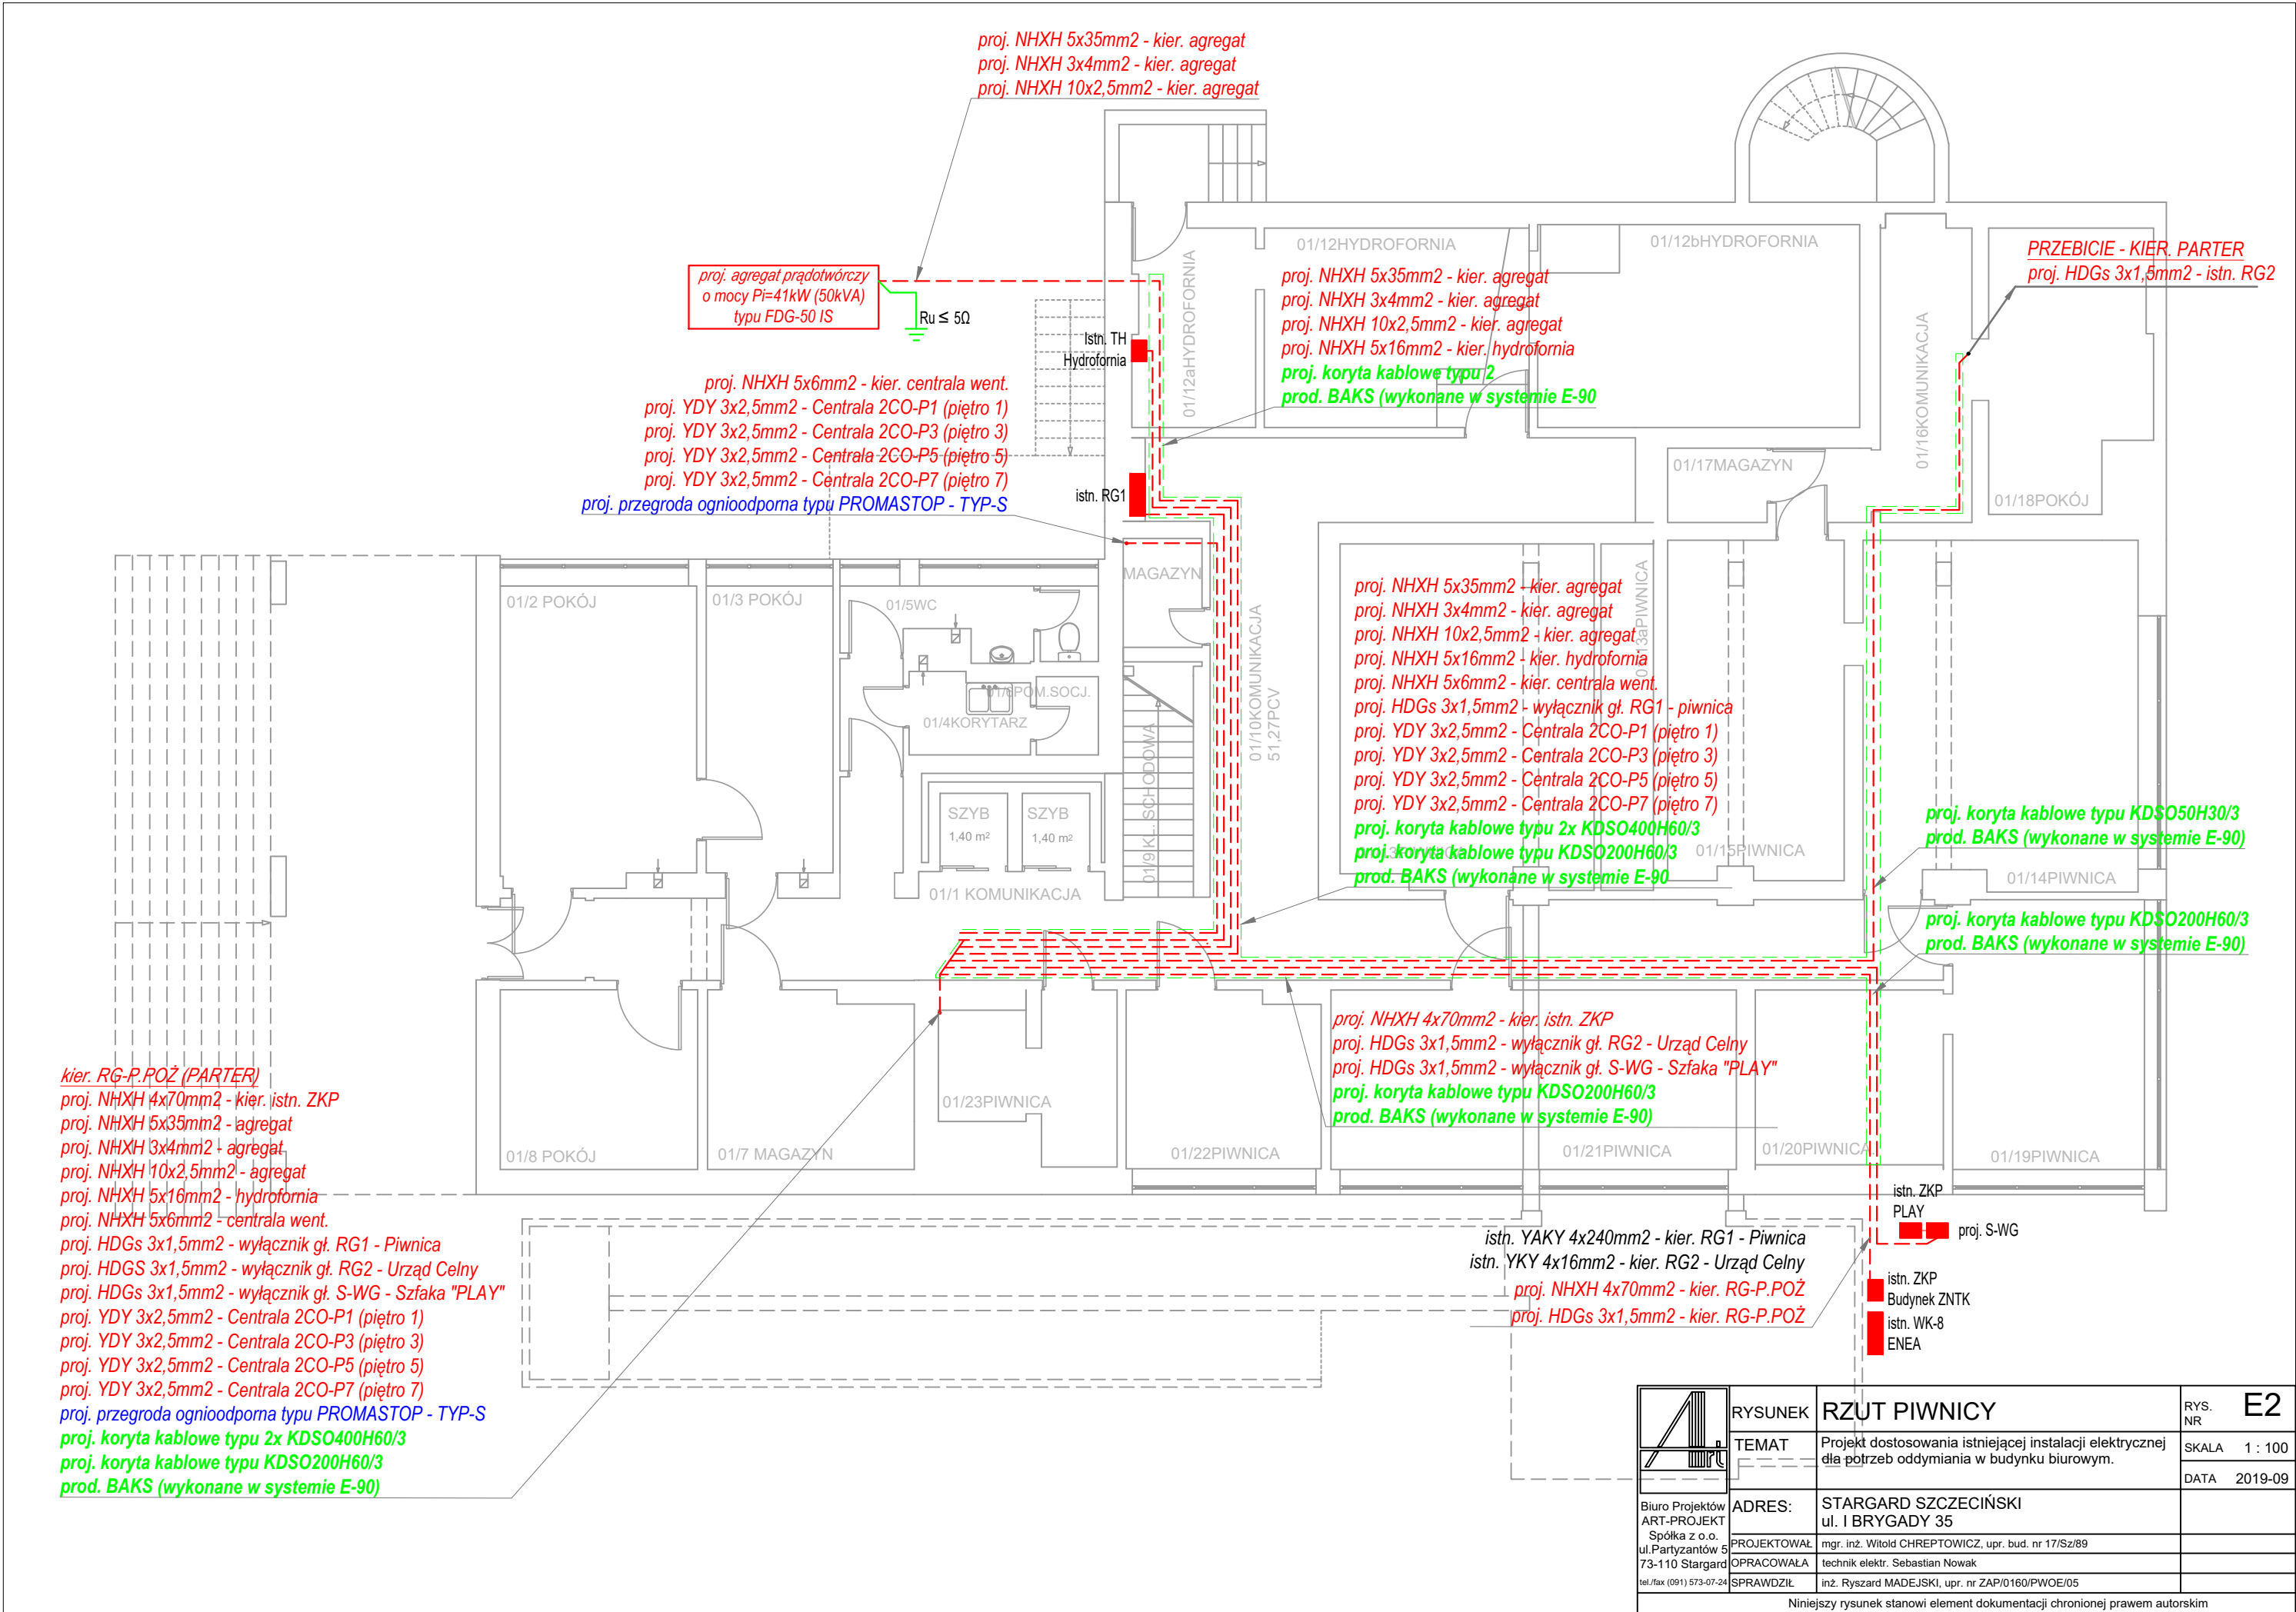 proj. NHXH 5x35mm2 - kier. agregat
proj. NHXH 3x4mm2 - kier. agregat
proj. NHXH 10x2,5mm2 - kier. agregat
proj. agregat prądotwórczy
o mocy Pi=41kW (50kVA)
typu FDG-50 IS
Ru ≤ 5Ω
Istn. TH
Hydrofornia
istn. RG1
01/12aHYDROFORNIA
01/12HYDROFORNIA
01/12bHYDROFORNIA
proj. NHXH 5x35mm2 - kier. agregat
proj. NHXH 3x4mm2 - kier. agregat
proj. NHXH 10x2,5mm2 - kier. agregat
proj. NHXH 5x16mm2 - kier. hydrofornia
proj. koryta kablowe typu 2
prod. BAKS (wykonane w systemie E-90
PRZEBICIE - KIER. PARTER
proj. HDGs 3x1,5mm2 - istn. RG2
01/16KOMUNIKACJA
01/17MAGAZYN
01/18POKÓJ
proj. NHXH 5x6mm2 - kier. centrala went.
proj. YDY 3x2,5mm2 - Centrala 2CO-P1 (piętro 1)
proj. YDY 3x2,5mm2 - Centrala 2CO-P3 (piętro 3)
proj. YDY 3x2,5mm2 - Centrala 2CO-P5 (piętro 5)
proj. YDY 3x2,5mm2 - Centrala 2CO-P7 (piętro 7)
proj. przegroda ognioodporna typu PROMASTOP - TYP-S
MAGAZYN
01/2 POKÓJ
01/3 POKÓJ
01/5WC
01/6POM.SOCJ.
01/4KORYTARZ
SZYB
1,40 m2
SZYB
1,40 m2
01/9 KL. SCHODOWA
01/10KOMUNIKACJA
51,27PCV
01/1 KOMUNIKACJA
proj. NHXH 5x35mm2 - kier. agregat
proj. NHXH 3x4mm2 - kier. agregat
proj. NHXH 10x2,5mm2 - kier. agregat
proj. NHXH 5x16mm2 - kier. hydrofornia
proj. NHXH 5x6mm2 - kier. centrala went.
proj. HDGs 3x1,5mm2 - wyłącznik gł. RG1 - piwnica
proj. YDY 3x2,5mm2 - Centrala 2CO-P1 (piętro 1)
proj. YDY 3x2,5mm2 - Centrala 2CO-P3 (piętro 3)
proj. YDY 3x2,5mm2 - Centrala 2CO-P5 (piętro 5)
proj. YDY 3x2,5mm2 - Centrala 2CO-P7 (piętro 7)
proj. koryta kablowe typu 2x KDSO400H60/3
proj. koryta kablowe typu KDSO200H60/3
prod. BAKS (wykonane w systemie E-90
01/13aPIWNICA
01/15PIWNICA
01/14PIWNICA
proj. koryta kablowe typu KDSO50H30/3
prod. BAKS (wykonane w systemie E-90)
proj. koryta kablowe typu KDSO200H60/3
prod. BAKS (wykonane w systemie E-90)
proj. NHXH 4x70mm2 - kier. istn. ZKP
proj. HDGs 3x1,5mm2 - wyłącznik gł. RG2 - Urząd Celny
proj. HDGs 3x1,5mm2 - wyłącznik gł. S-WG - Szfaka "PLAY"
proj. koryta kablowe typu KDSO200H60/3
prod. BAKS (wykonane w systemie E-90)
01/8 POKÓJ
01/7 MAGAZYN
01/23PIWNICA
01/22PIWNICA
01/21PIWNICA
01/20PIWNICA
01/19PIWNICA
kier. RG-P.POŻ (PARTER)
proj. NHXH 4x70mm2 - kier. istn. ZKP
proj. NHXH 5x35mm2 - agregat
proj. NHXH 3x4mm2 - agregat
proj. NHXH 10x2,5mm2 - agregat
proj. NHXH 5x16mm2 - hydrofornia
proj. NHXH 5x6mm2 - centrala went.
proj. HDGs 3x1,5mm2 - wyłącznik gł. RG1 - Piwnica
proj. HDGS 3x1,5mm2 - wyłącznik gł. RG2 - Urząd Celny
proj. HDGs 3x1,5mm2 - wyłącznik gł. S-WG - Szfaka "PLAY"
proj. YDY 3x2,5mm2 - Centrala 2CO-P1 (piętro 1)
proj. YDY 3x2,5mm2 - Centrala 2CO-P3 (piętro 3)
proj. YDY 3x2,5mm2 - Centrala 2CO-P5 (piętro 5)
proj. YDY 3x2,5mm2 - Centrala 2CO-P7 (piętro 7)
proj. przegroda ognioodporna typu PROMASTOP - TYP-S
proj. koryta kablowe typu 2x KDSO400H60/3
proj. koryta kablowe typu KDSO200H60/3
prod. BAKS (wykonane w systemie E-90)
istn. YAKY 4x240mm2 - kier. RG1 - Piwnica
istn. YKY 4x16mm2 - kier. RG2 - Urząd Celny
proj. NHXH 4x70mm2 - kier. RG-P.POŻ
proj. HDGs 3x1,5mm2 - kier. RG-P.POŻ
istn. ZKP
PLAY
proj. S-WG
istn. ZKP
Budynek ZNTK
istn. WK-8
ENEA
Art
Biuro Projektów
ART-PROJEKT
Spółka z o.o.
ul.Partyzantów 5
73-110 Stargard
tel./fax (091) 573-07-24
RYSUNEK RZUT PIWNICY
RYS. NR E2
TEMAT Projekt dostosowania istniejącej instalacji elektrycznej
dla potrzeb oddymiania w budynku biurowym.
SKALA 1 : 100
DATA 2019-09
ADRES: STARGARD SZCZECIŃSKI
ul. I BRYGADY 35
PROJEKTOWAŁ mgr. inż. Witold CHREPTOWICZ, upr. bud. nr 17/Sz/89
OPRACOWAŁA technik elektr. Sebastian Nowak
SPRAWDZIŁ inż. Ryszard MADEJSKI, upr. nr ZAP/0160/PWOE/05
Niniejszy rysunek stanowi element dokumentacji chronionej prawem autorskim